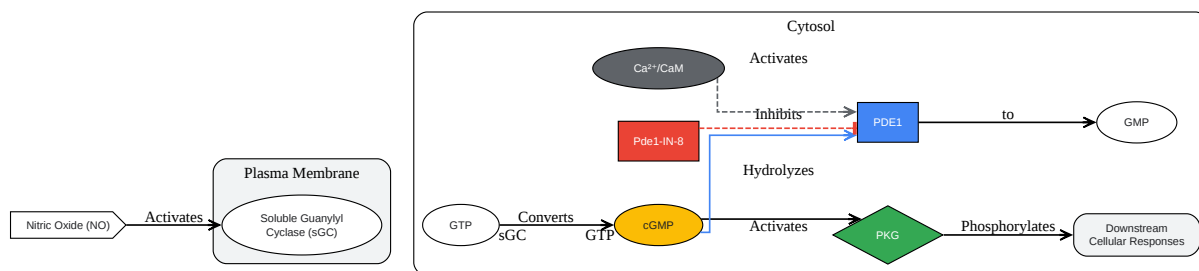 Cytosol
Ca²⁺/CaM
Activates
Inhibits
Pde1-IN-8
PDE1
to
GMP
Hydrolyzes
Plasma Membrane
Nitric Oxide (NO)
Activates
Soluble Guanylyl
Cyclase (sGC)
GTP
sGC
Converts
GTP
cGMP
Activates
PKG
Phosphorylates
Downstream
Cellular Responses